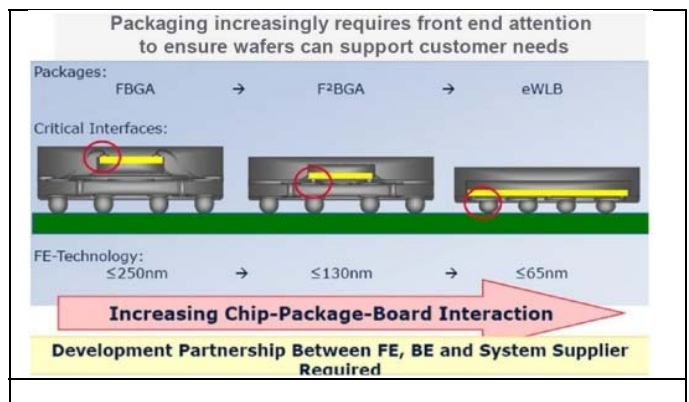 Packaging increasingly requires front end attention
to ensure wafers can support customer needs
Packages:
FBGA → F²BGA → eWLB
Critical Interfaces:
FE-Technology:
≤250nm → ≤130nm → ≤65nm
Increasing Chip-Package-Board Interaction
Development Partnership Between FE, BE and System Supplier
Required